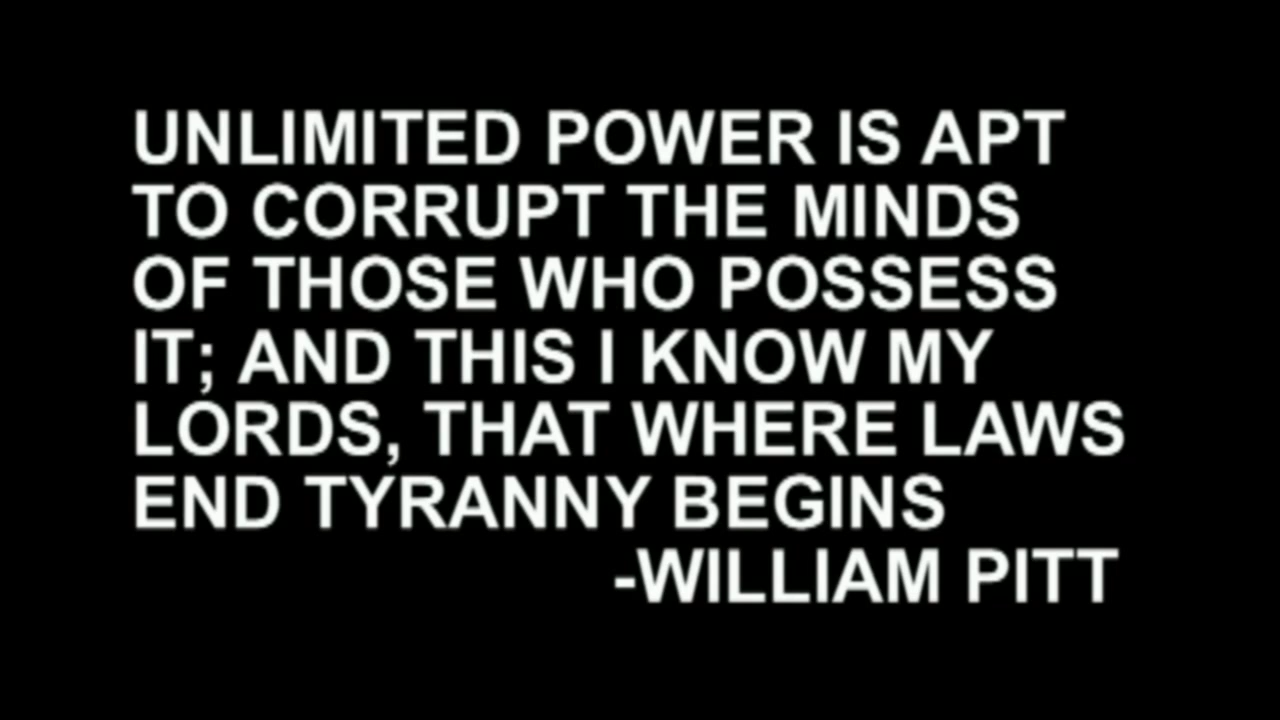 UNLIMITED POWER IS APT
TO CORRUPT THE MINDS
OF THOSE WHO POSSESS
IT; AND THIS I KNOW MY
LORDS, THAT WHERE LAWS
END TYRANNY BEGINS
-WILLIAM PITT